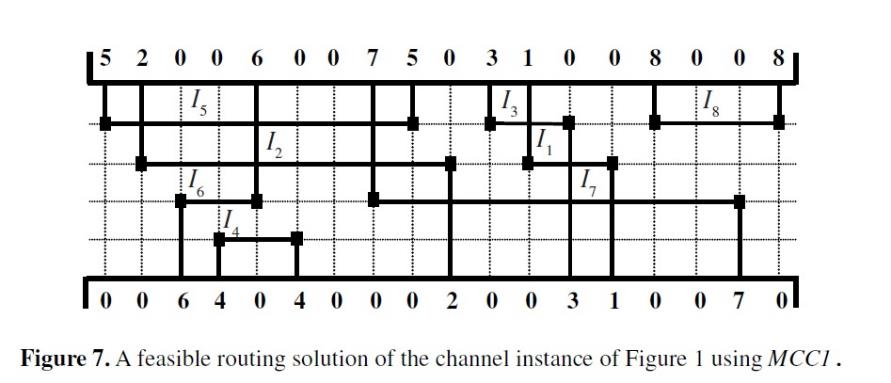 5 2 0 0 6 0 0 7 5 0 3 1 0 0 8 0 0 8
I5 I3 I8
I2 I1
I6 I7
I4
0 0 6 4 0 4 0 0 0 2 0 0 3 1 0 0 7 0
Figure 7. A feasible routing solution of the channel instance of Figure 1 using MCC1 .